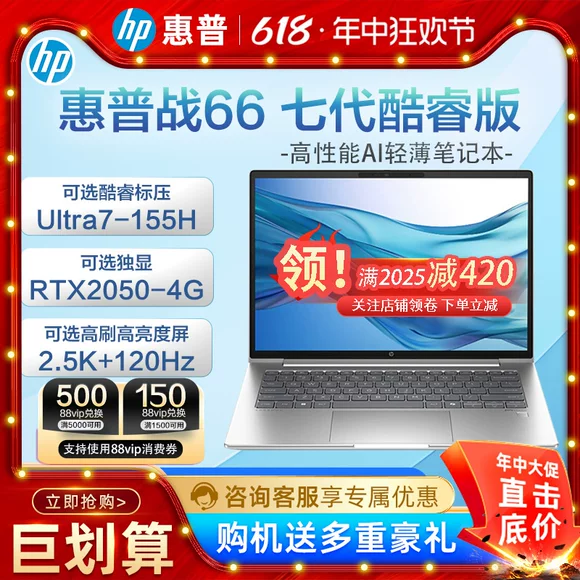 hp 惠普 618·年中狂欢节
hp
惠普战66 七代酷睿版
-高性能AI轻薄笔记本-
可选酷睿标压
Ultra7-155H
可选独显
RTX2050-4G
可选高刷高亮度屏
2.5K+120Hz
领！
满2025减420
关注店铺领卷 下单立减
500
88vip兑换
满5000可用
150
88vip兑换
满1500可用
支持使用88vip消费券
立即抢购>
巨划算
咨询客服享专属优惠
购机送多重豪礼
年中大促
直击
底价